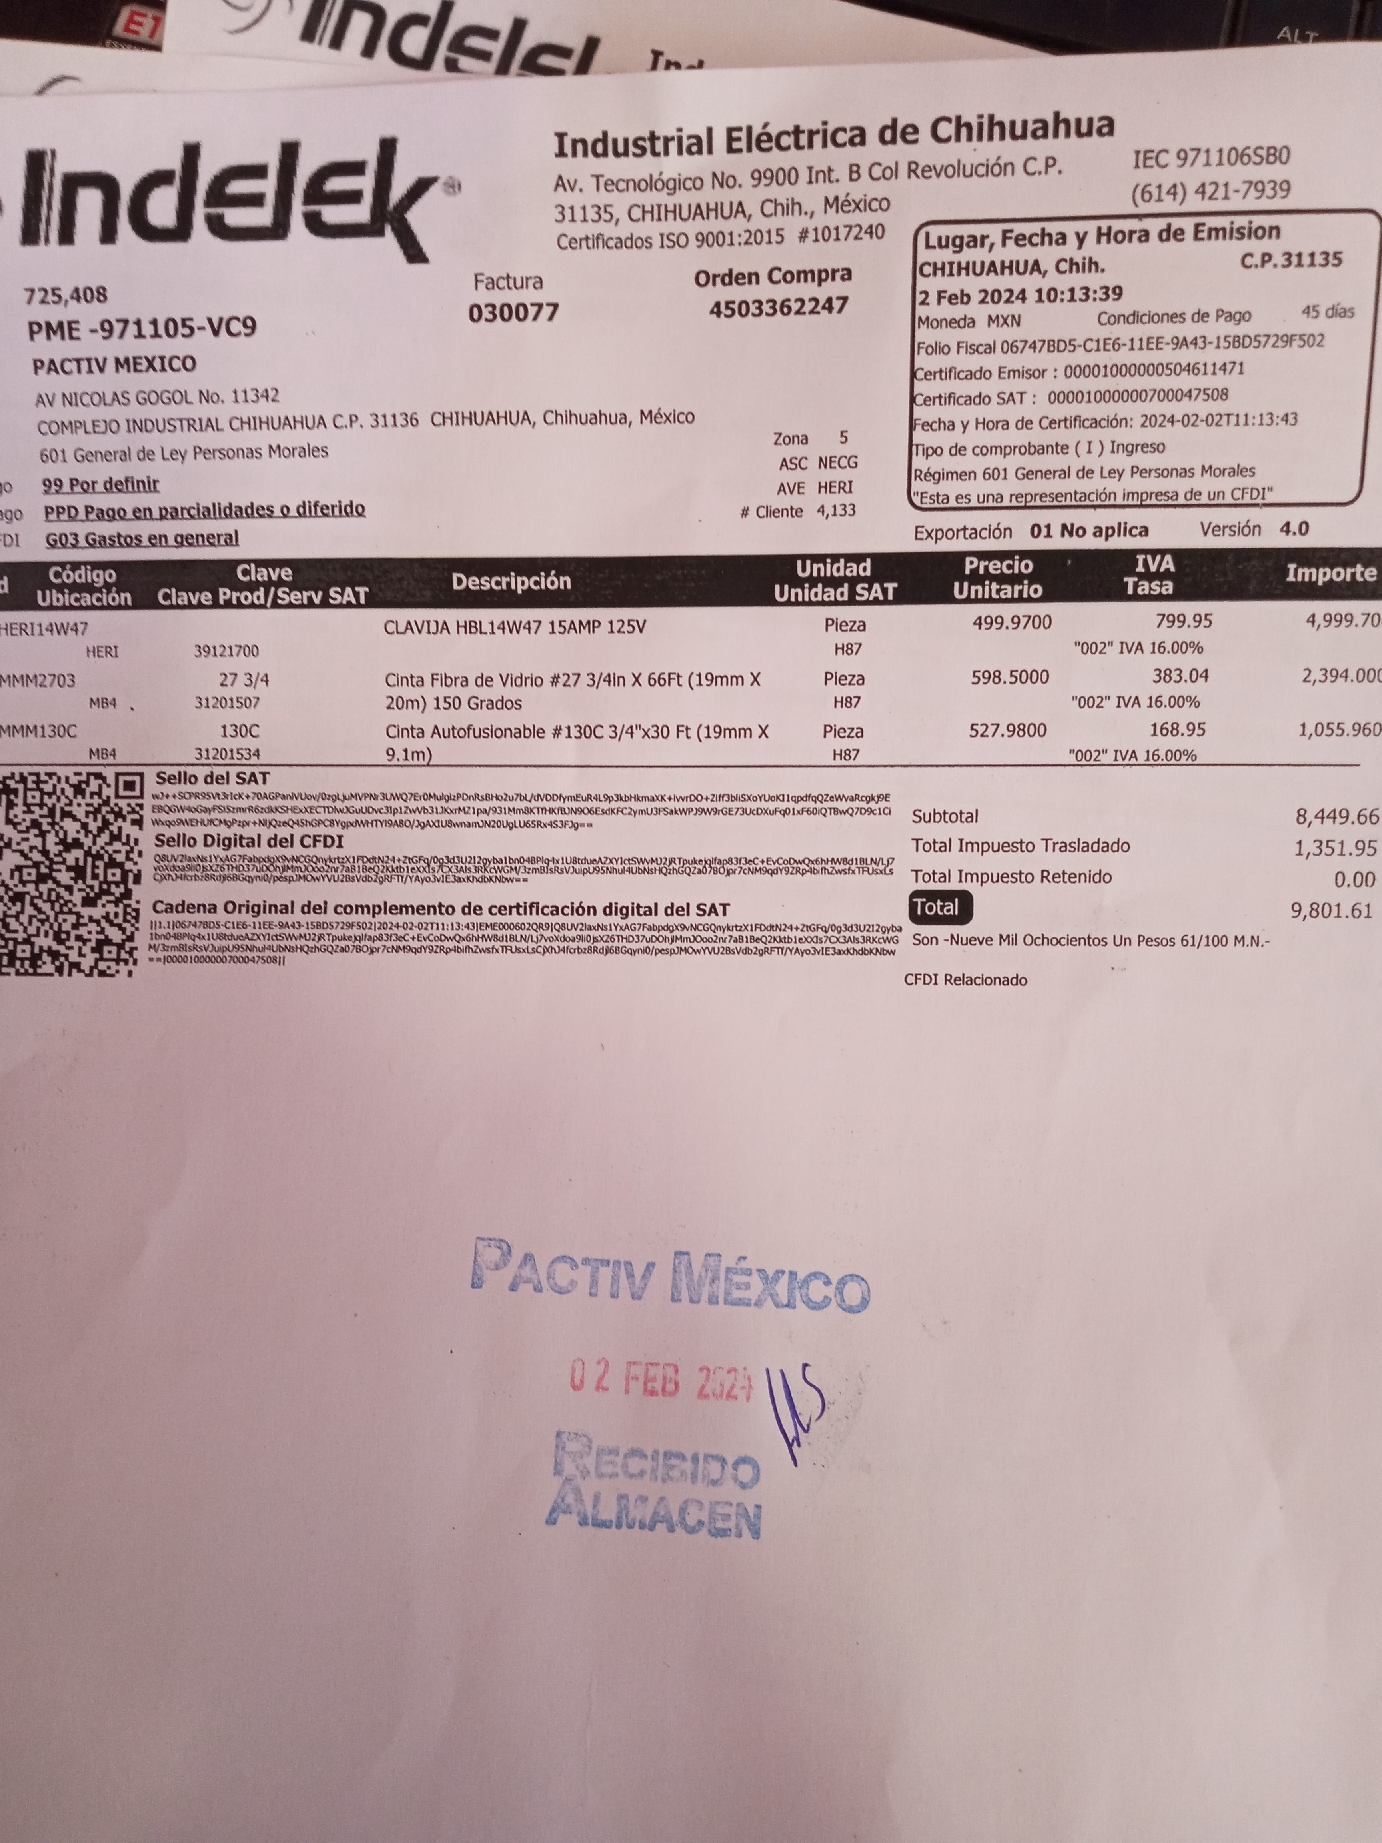 E1
Indelek
ALT
Indelek®
Industrial Eléctrica de Chihuahua
Av. Tecnológico No. 9900 Int. B Col Revolución C.P.
31135, CHIHUAHUA, Chih., México
Certificados ISO 9001:2015 #1017240
IEC 971106SB0
(614) 421-7939
Lugar, Fecha y Hora de Emision
CHIHUAHUA, Chih. C.P.31135
2 Feb 2024 10:13:39
Moneda MXN Condiciones de Pago 45 días
Folio Fiscal 06747BD5-C1E6-11EE-9A43-15BD5729F502
Certificado Emisor : 00001000000504611471
Certificado SAT : 00001000000700047508
Fecha y Hora de Certificación: 2024-02-02T11:13:43
Tipo de comprobante ( I ) Ingreso
Régimen 601 General de Ley Personas Morales
"Esta es una representación impresa de un CFDI"
725,408
Factura
030077
Orden Compra
4503362247
PME -971105-VC9
PACTIV MEXICO
AV NICOLAS GOGOL No. 11342
COMPLEJO INDUSTRIAL CHIHUAHUA C.P. 31136 CHIHUAHUA, Chihuahua, México
601 General de Ley Personas Morales
99 Por definir
PPD Pago en parcialidades o diferido
G03 Gastos en general
Zona 5
ASC NECG
AVE HERI
# Cliente 4,133
Exportación 01 No aplica Versión 4.0
Código Clave Descripción Unidad Precio IVA Importe
Ubicación Clave Prod/Serv SAT Unidad SAT Unitario Tasa
HERI14W47 CLAVIJA HBL14W47 15AMP 125V Pieza 499.9700 799.95 4,999.70
HERI 39121700 H87 "002" IVA 16.00%
MMM2703 27 3/4 Cinta Fibra de Vidrio #27 3/4In X 66Ft (19mm X Pieza 598.5000 383.04 2,394.000
MB4 31201507 20m) 150 Grados H87 "002" IVA 16.00%
MMM130C 130C Cinta Autofusionable #130C 3/4"x30 Ft (19mm X Pieza 527.9800 168.95 1,055.960
MB4 31201534 9.1m) H87 "002" IVA 16.00%
Sello del SAT
Sello Digital del CFDI
Cadena Original del complemento de certificación digital del SAT
Subtotal 8,449.66
Total Impuesto Trasladado 1,351.95
Total Impuesto Retenido 0.00
Total 9,801.61
Son -Nueve Mil Ochocientos Un Pesos 61/100 M.N.-
CFDI Relacionado
PACTIV MÉXICO
02 FEB 2024
RECIBIDO
ALMACEN